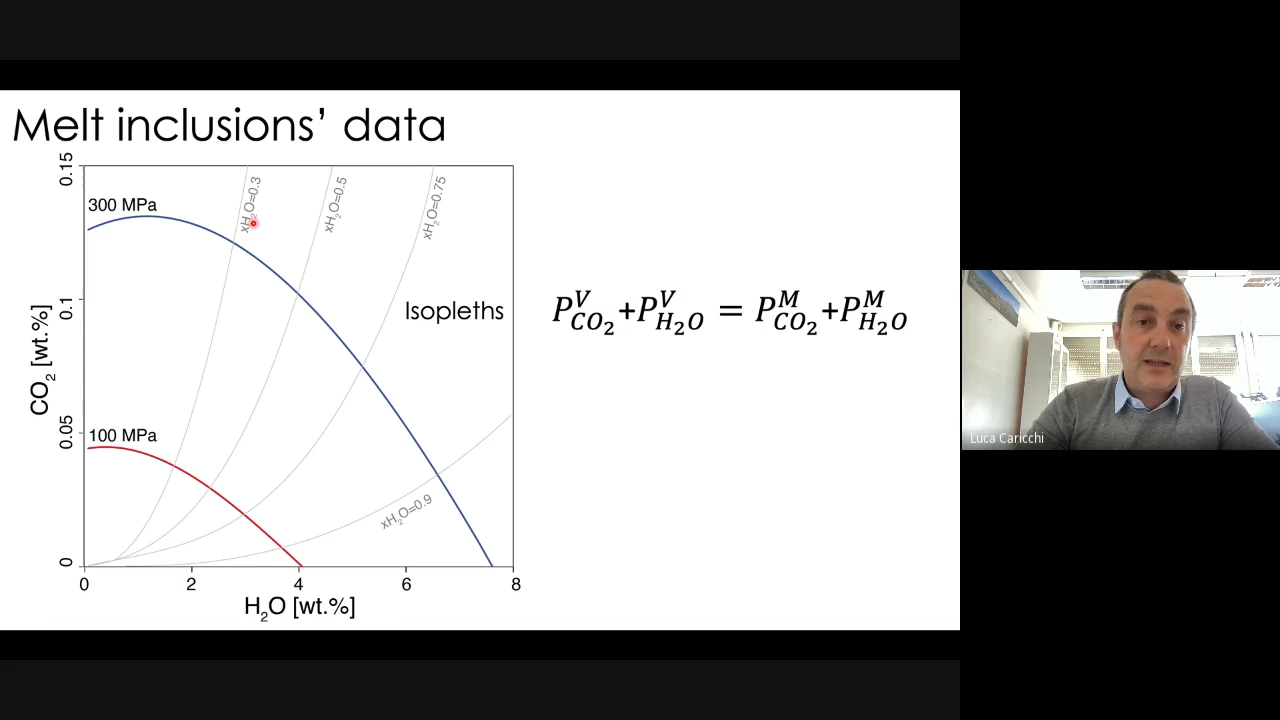 Melt inclusions’ data
0.15
0.1
0.05
0
CO2 [wt.%]
300 MPa
100 MPa
xH2O=0.3
xH2O=0.5
xH2O=0.75
xH2O=0.9
Isopleths
0 2 4 6 8
H2O [wt.%]
P^V_CO2+P^V_H2O = P^M_CO2+P^M_H2O
Luca Caricchi